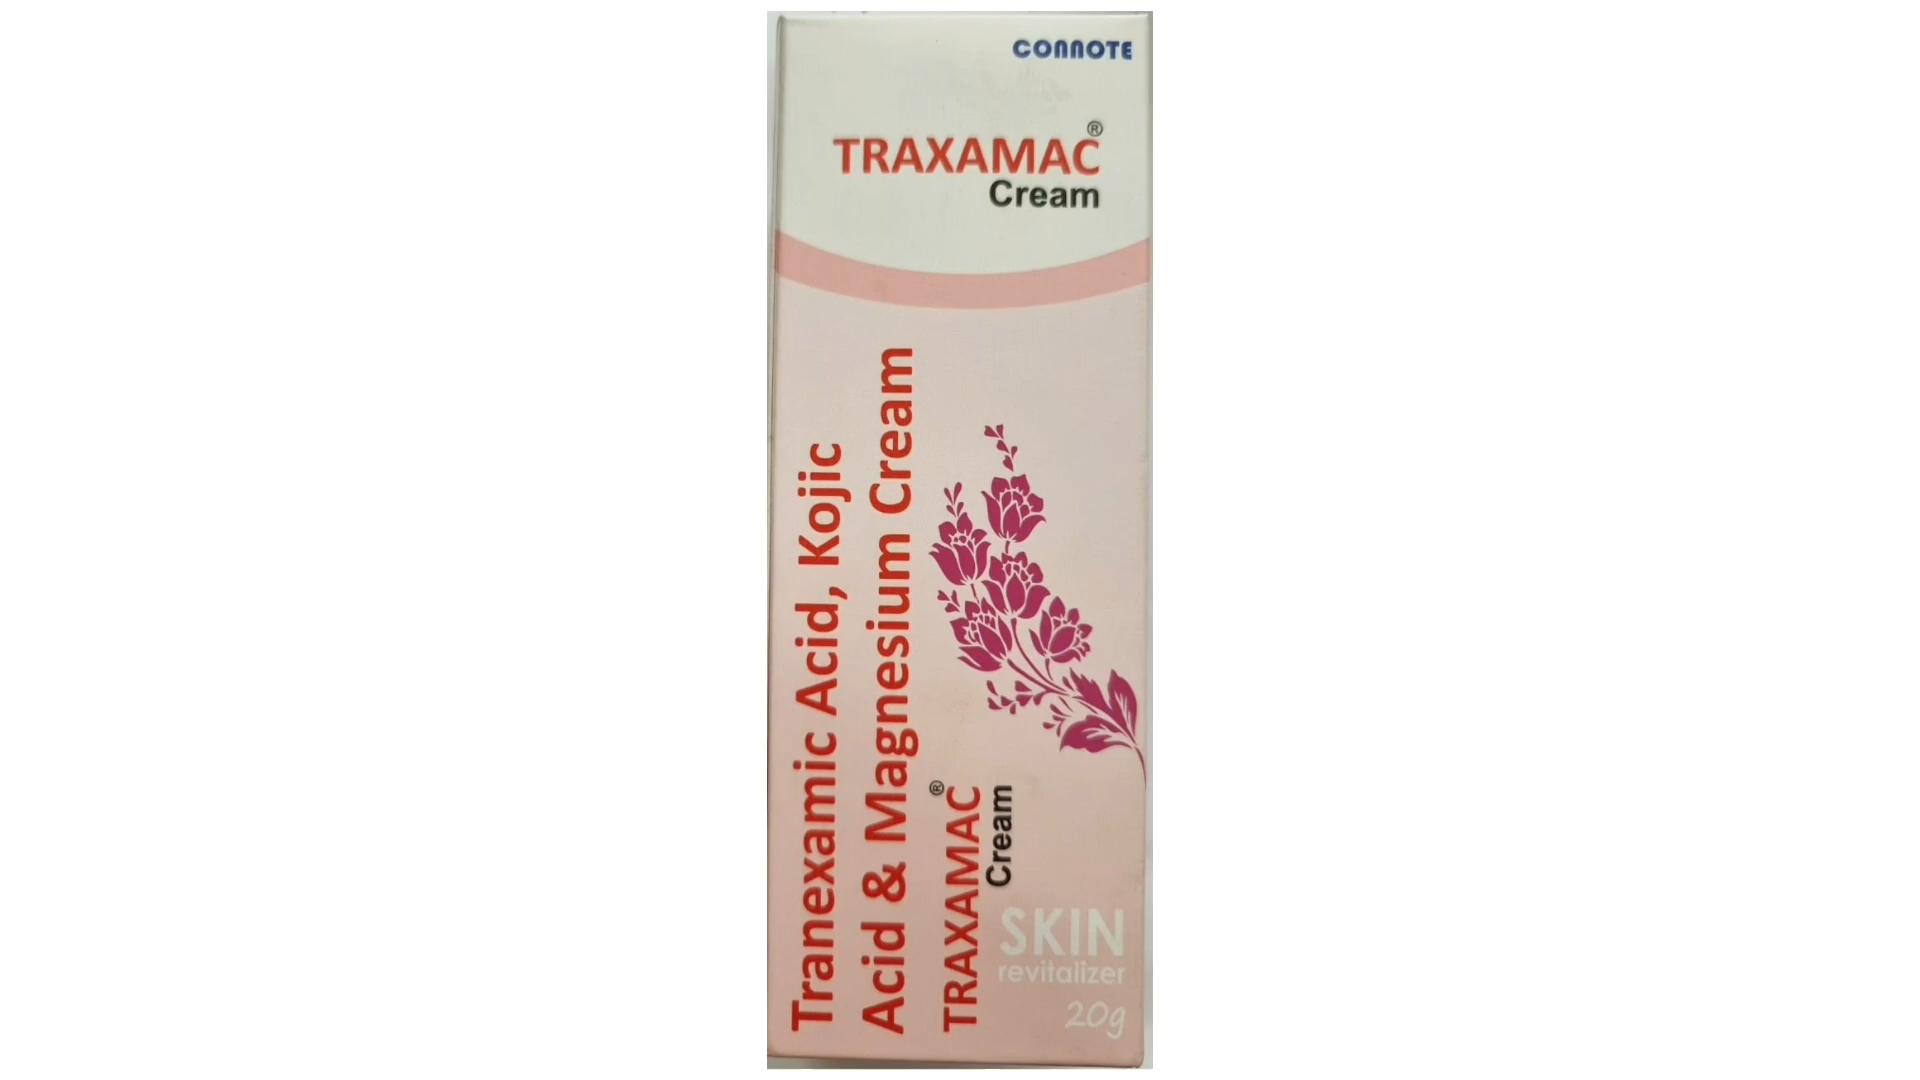 CONNOTE
TRAXAMAC®
Cream
Tranexamic Acid, Kojic
Acid & Magnesium Cream
TRAXAMAC®
Cream
SKIN
revitalizer
20g